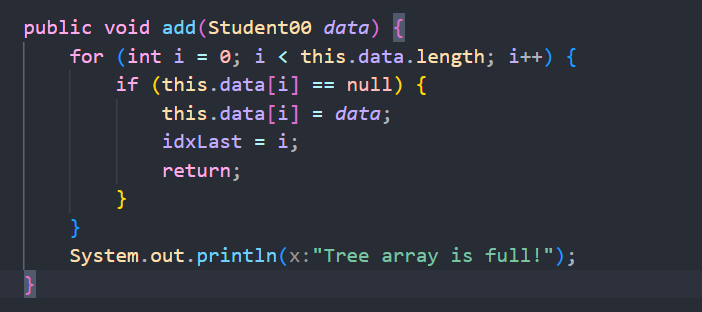 public void add(Student00 data) {
    for (int i = 0; i < this.data.length; i++) {
        if (this.data[i] == null) {
            this.data[i] = data;
            idxLast = i;
            return;
        }
    }
    System.out.println(x:"Tree array is full!");
}